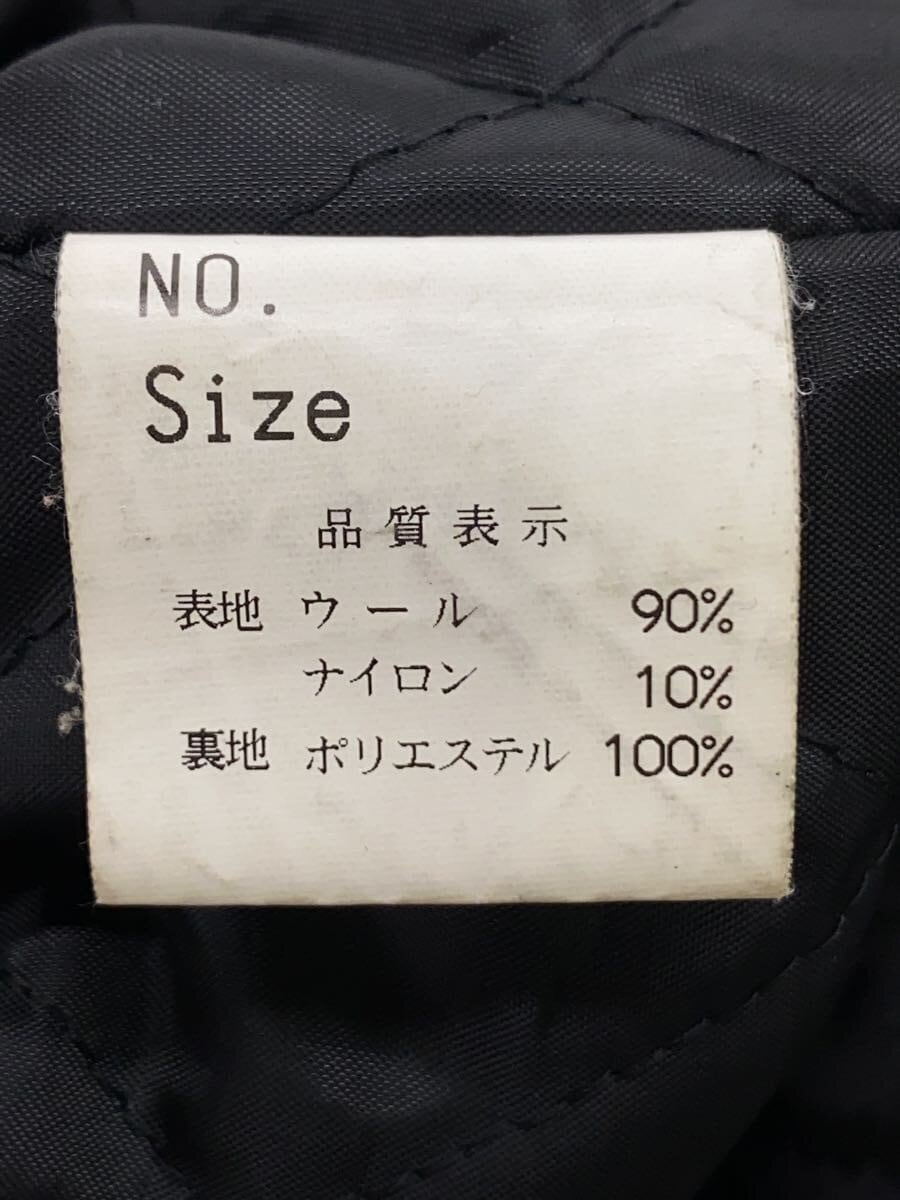 NO.
Size
品質表示
表地 ウール 90%
ナイロン 10%
裏地 ポリエステル 100%